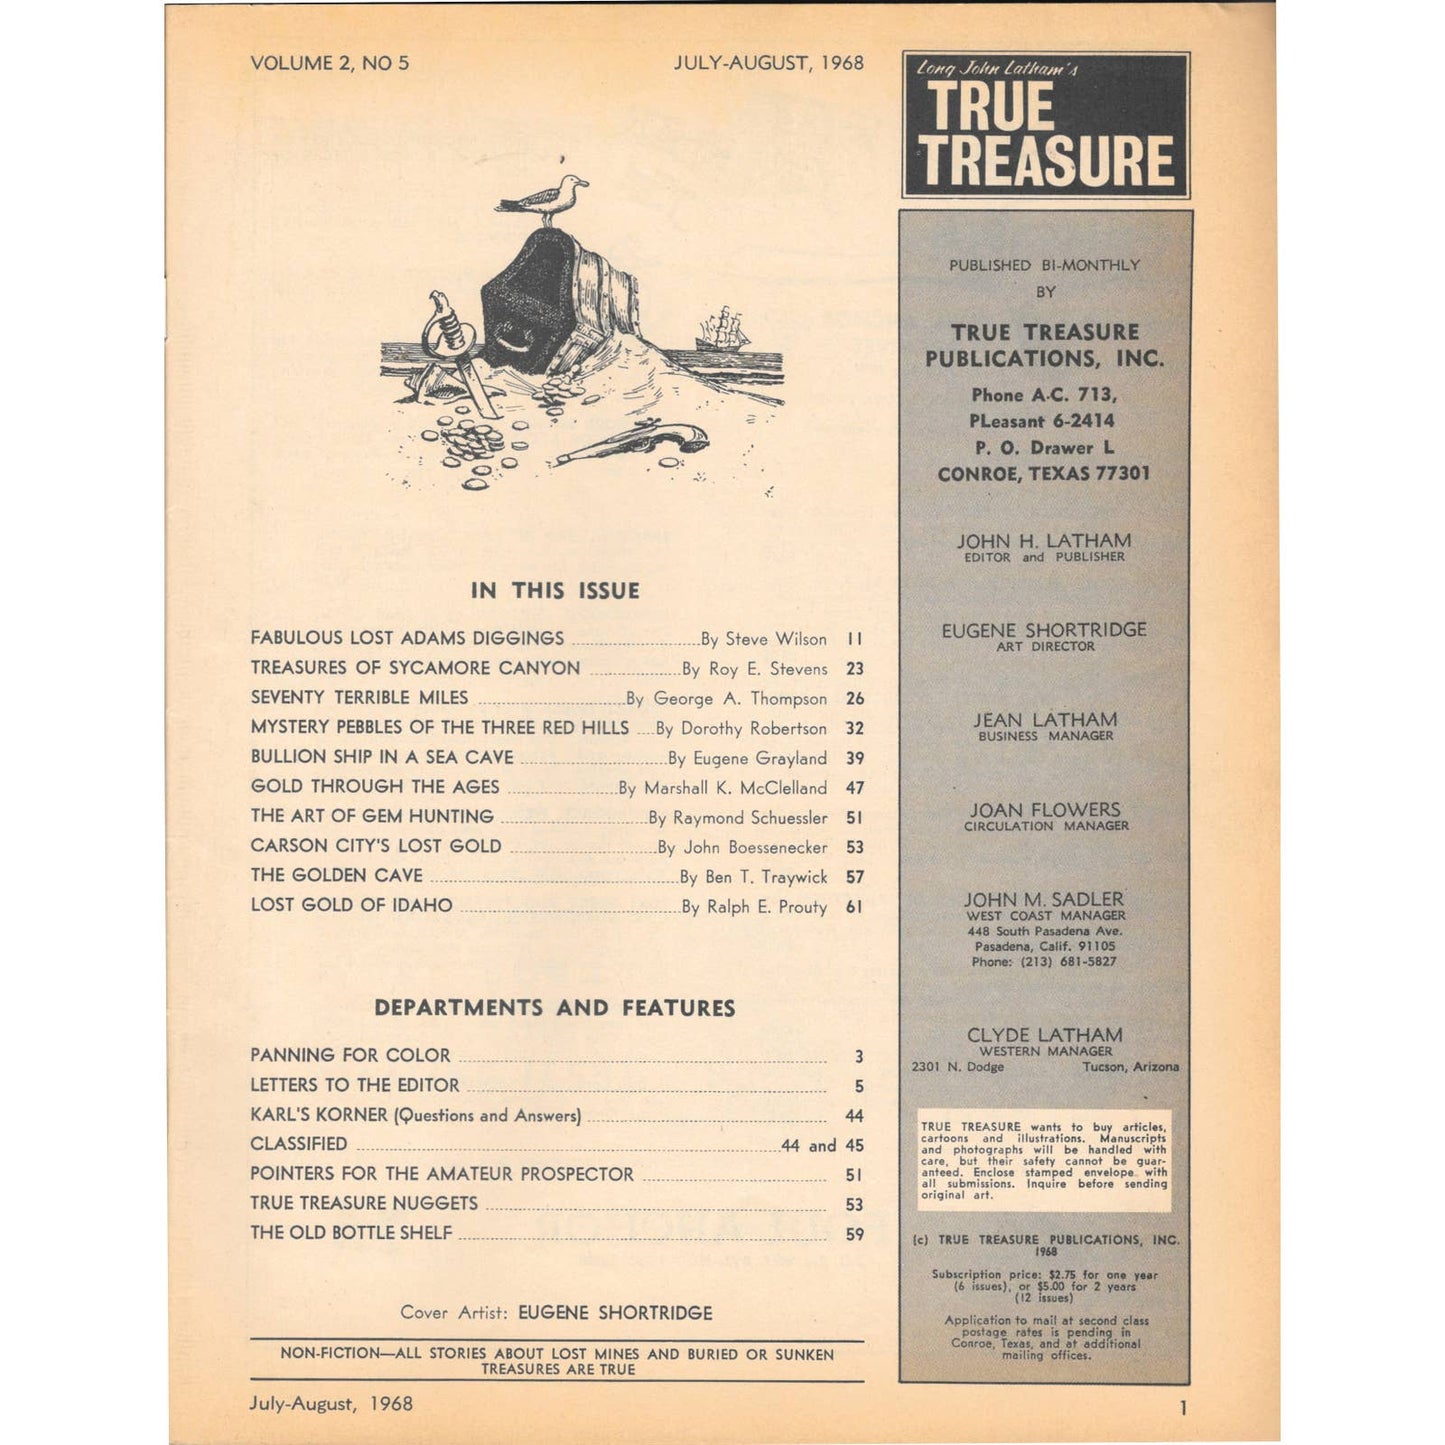 VOLUME 2, NO 5
JULY-AUGUST, 1968
IN THIS ISSUE
FABULOUS LOST ADAMS DIGGINGS By Steve Wilson 11
TREASURES OF SYCAMORE CANYON By Roy E. Stevens 23
SEVENTY TERRIBLE MILES By George A. Thompson 26
MYSTERY PEBBLES OF THE THREE RED HILLS By Dorothy Robertson 32
BULLION SHIP IN A SEA CAVE By Eugene Grayland 39
GOLD THROUGH THE AGES By Marshall K. McClelland 47
THE ART OF GEM HUNTING By Raymond Schuessler 51
CARSON CITY'S LOST GOLD By John Boessenecker 53
THE GOLDEN CAVE By Ben T. Traywick 57
LOST GOLD OF IDAHO By Ralph E. Prouty 61
DEPARTMENTS AND FEATURES
PANNING FOR COLOR 3
LETTERS TO THE EDITOR 5
KARL'S KORNER (Questions and Answers) 44
CLASSIFIED 44 and 45
POINTERS FOR THE AMATEUR PROSPECTOR 51
TRUE TREASURE NUGGETS 53
THE OLD BOTTLE SHELF 59
Cover Artist: EUGENE SHORTRIDGE
NON-FICTION—ALL STORIES ABOUT LOST MINES AND BURIED OR SUNKEN
TREASURES ARE TRUE
July-August, 1968
Long John Latham's
TRUE
TREASURE
PUBLISHED BI-MONTHLY
BY
TRUE TREASURE
PUBLICATIONS, INC.
Phone A.C. 713,
PLeasant 6-2414
P. O. Drawer L
CONROE, TEXAS 77301
JOHN H. LATHAM
EDITOR and PUBLISHER
EUGENE SHORTRIDGE
ART DIRECTOR
JEAN LATHAM
BUSINESS MANAGER
JOAN FLOWERS
CIRCULATION MANAGER
JOHN M. SADLER
WEST COAST MANAGER
448 South Pasadena Ave.
Pasadena, Calif. 91105
Phone: (213) 681-5827
CLYDE LATHAM
WESTERN MANAGER
2301 N. Dodge Tucson, Arizona
TRUE TREASURE wants to buy articles,
cartoons and illustrations. Manuscripts
and photographs will be handled with
care, but their safety cannot be guar-
anteed. Enclose stamped envelope with
all submissions. Inquire before sending
original art.
(c) TRUE TREASURE PUBLICATIONS, INC.
1968
Subscription price: $2.75 for one year
(6 issues), or $5.00 for 2 years
(12 issues)
Application to mail at second class
postage rates is pending in
Conroe, Texas, and at additional
mailing offices.
1